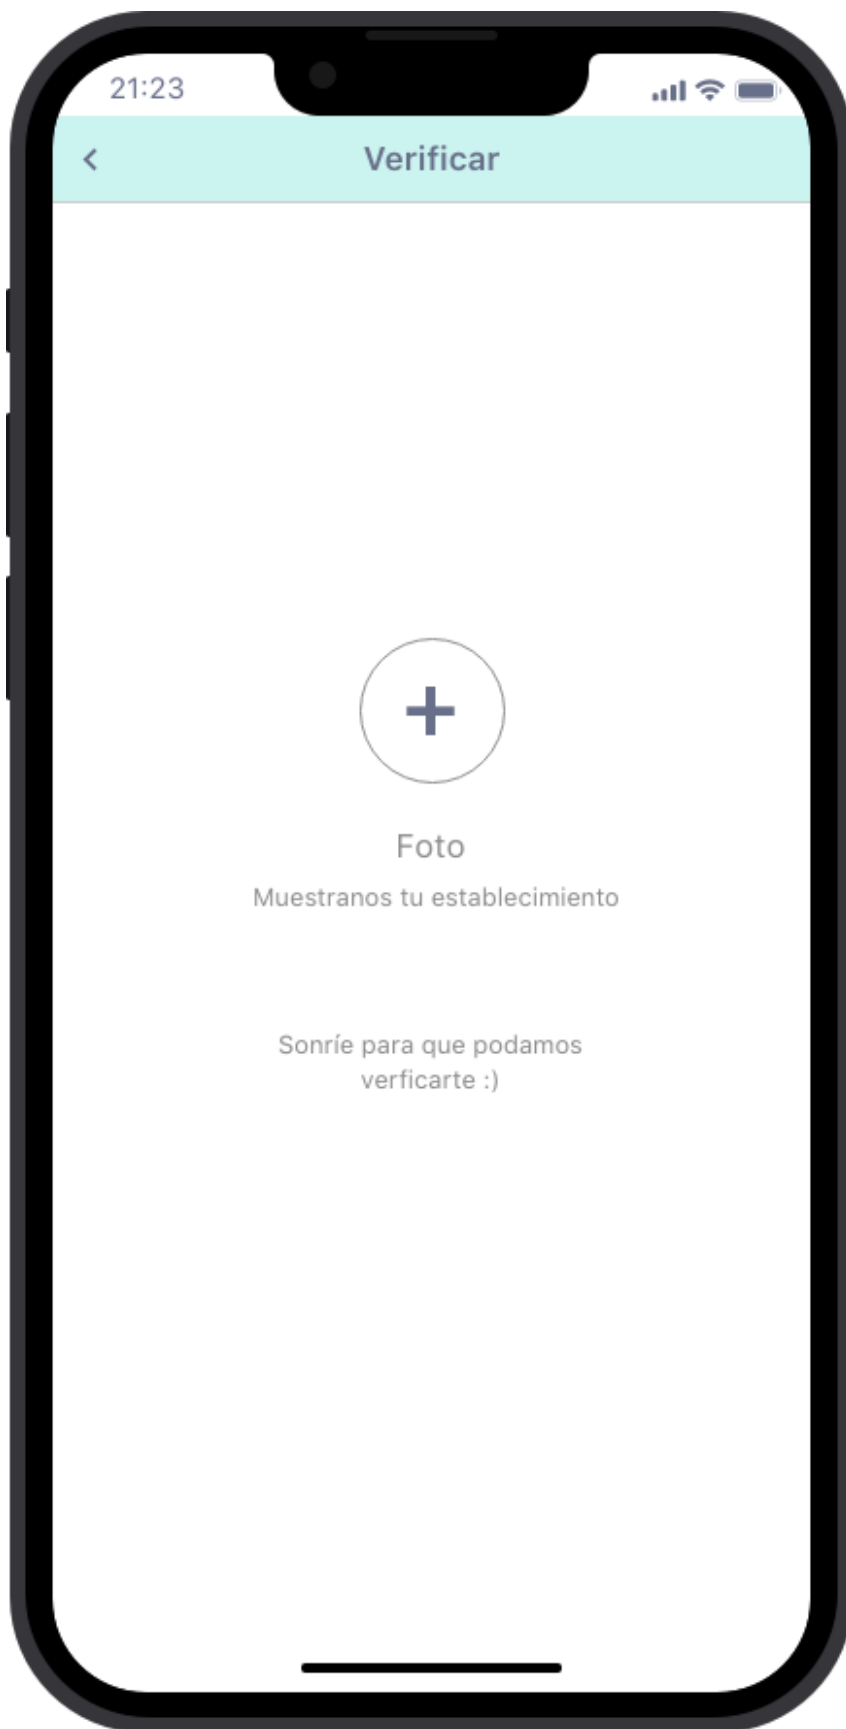 21:23
Verificar
Foto
Muestranos tu establecimiento
Sonríe para que podamos
verficarte :)